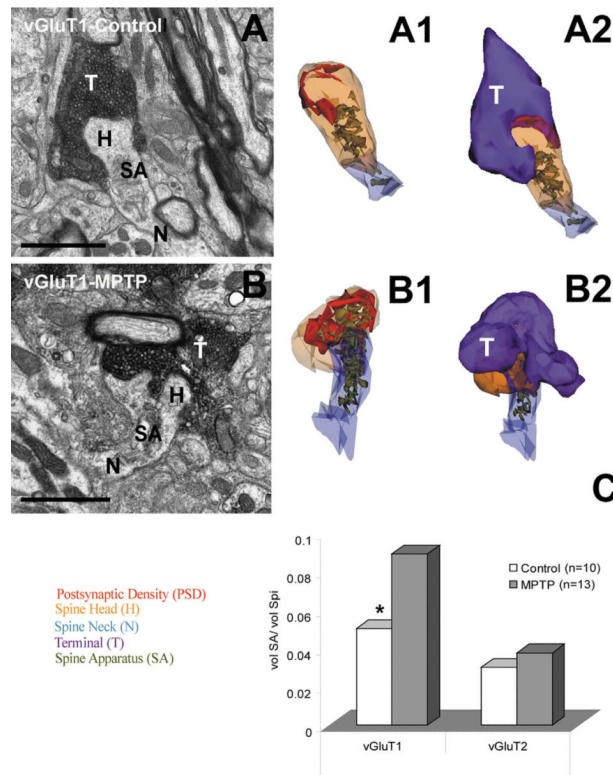 vGluT1-Control
A
T
H
SA
N
A1
A2
T
vGluT1-MPTP
B
T
H
SA
N
B1
B2
T
C
Postsynaptic Density (PSD)
Spine Head (H)
Spine Neck (N)
Terminal (T)
Spine Apparatus (SA)
vol SA/ vol Spi
0.1
0.08
0.06
0.04
0.02
0
*
Control (n=10)
MPTP (n=13)
vGluT1
vGluT2